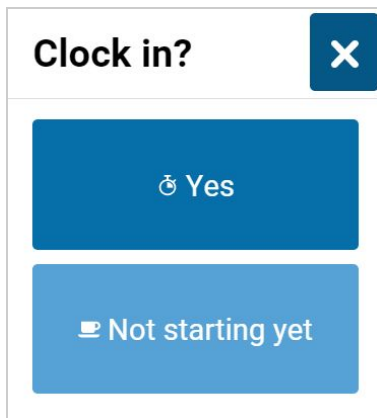 Clock in?
Yes
Not starting yet